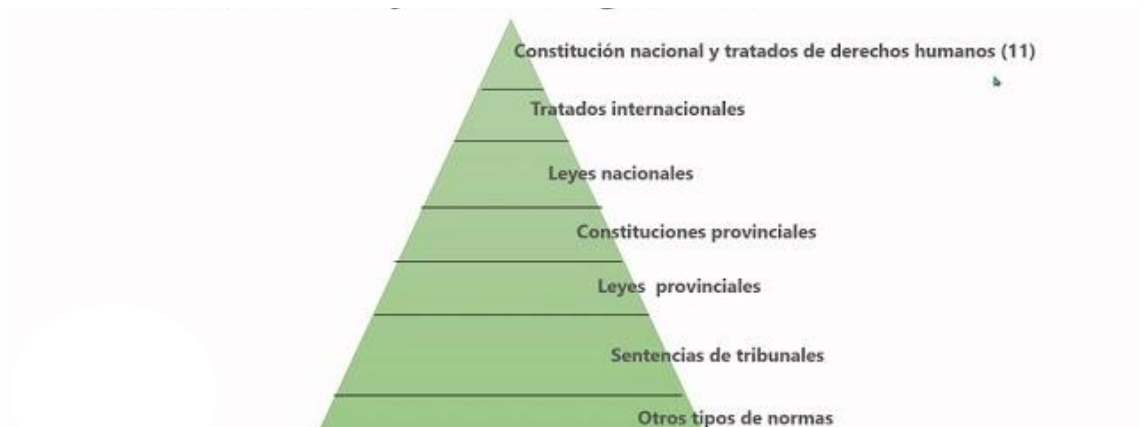 Constitución nacional y tratados de derechos humanos (11)
Tratados internacionales
Leyes nacionales
Constituciones provinciales
Leyes provinciales
Sentencias de tribunales
Otros tipos de normas